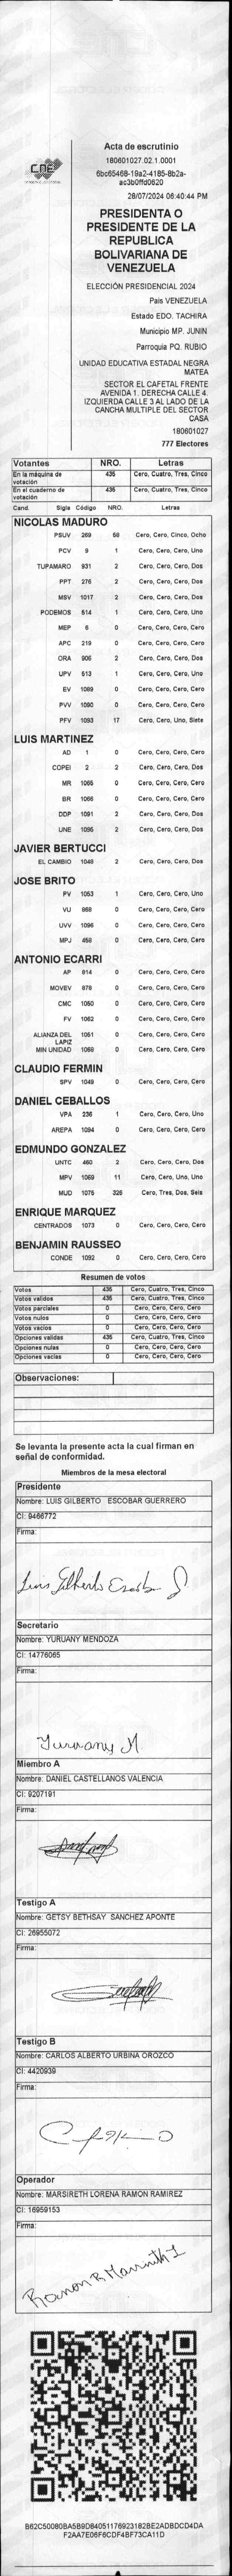 CNE
Acta de escrutinio
180601027.02.1.0001
6bc65468-19a2-4185-8b2a-
ac3b0ffd0620
28/07/2024 06:40:44 PM
PRESIDENTA O
PRESIDENTE DE LA
REPUBLICA
BOLIVARIANA DE
VENEZUELA
ELECCIÓN PRESIDENCIAL 2024
País VENEZUELA
Estado EDO. TACHIRA
Municipio MP. JUNIN
Parroquia PQ. RUBIO
UNIDAD EDUCATIVA ESTADAL NEGRA
MATEA
SECTOR EL CAFETAL FRENTE
AVENIDA 1. DERECHA CALLE 4.
IZQUIERDA CALLE 3 AL LADO DE LA
CANCHA MULTIPLE DEL SECTOR
CASA
180601027
777 Electores
Votantes NRO. Letras
En la máquina de votación 435 Cero, Cuatro, Tres, Cinco
En el cuaderno de votación 435 Cero, Cuatro, Tres, Cinco
Cand. Sigla Código NRO. Letras
NICOLAS MADURO
PSUV 269 58 Cero, Cero, Cinco, Ocho
PCV 9 1 Cero, Cero, Cero, Uno
TUPAMARO 931 2 Cero, Cero, Cero, Dos
PPT 276 2 Cero, Cero, Cero, Dos
MSV 1017 2 Cero, Cero, Cero, Dos
PODEMOS 514 1 Cero, Cero, Cero, Uno
MEP 6 0 Cero, Cero, Cero, Cero
APC 219 0 Cero, Cero, Cero, Cero
ORA 906 2 Cero, Cero, Cero, Dos
UPV 513 1 Cero, Cero, Cero, Uno
EV 1089 0 Cero, Cero, Cero, Cero
PVV 1090 0 Cero, Cero, Cero, Cero
PFV 1093 17 Cero, Cero, Uno, Siete
LUIS MARTINEZ
AD 1 0 Cero, Cero, Cero, Cero
COPEI 2 2 Cero, Cero, Cero, Dos
MR 1065 0 Cero, Cero, Cero, Cero
BR 1066 0 Cero, Cero, Cero, Cero
DDP 1091 2 Cero, Cero, Cero, Dos
UNE 1095 2 Cero, Cero, Cero, Dos
JAVIER BERTUCCI
EL CAMBIO 1048 2 Cero, Cero, Cero, Dos
JOSE BRITO
PV 1053 1 Cero, Cero, Cero, Uno
VU 868 0 Cero, Cero, Cero, Cero
UVV 1096 0 Cero, Cero, Cero, Cero
MPJ 458 0 Cero, Cero, Cero, Cero
ANTONIO ECARRI
AP 814 0 Cero, Cero, Cero, Cero
MOVEV 878 0 Cero, Cero, Cero, Cero
CMC 1050 0 Cero, Cero, Cero, Cero
FV 1062 0 Cero, Cero, Cero, Cero
ALIANZA DEL LAPIZ 1051 0 Cero, Cero, Cero, Cero
MIN UNIDAD 1068 0 Cero, Cero, Cero, Cero
CLAUDIO FERMIN
SPV 1049 0 Cero, Cero, Cero, Cero
DANIEL CEBALLOS
VPA 236 1 Cero, Cero, Cero, Uno
AREPA 1094 0 Cero, Cero, Cero, Cero
EDMUNDO GONZALEZ
UNTC 460 2 Cero, Cero, Cero, Dos
MPV 1069 11 Cero, Cero, Uno, Uno
MUD 1075 326 Cero, Tres, Dos, Seis
ENRIQUE MARQUEZ
CENTRADOS 1073 0 Cero, Cero, Cero, Cero
BENJAMIN RAUSSEO
CONDE 1092 0 Cero, Cero, Cero, Cero
Resumen de votos
Votos 435 Cero, Cuatro, Tres, Cinco
Votos validos 435 Cero, Cuatro, Tres, Cinco
Votos parciales 0 Cero, Cero, Cero, Cero
Votos nulos 0 Cero, Cero, Cero, Cero
Votos vacios 0 Cero, Cero, Cero, Cero
Opciones validas 435 Cero, Cuatro, Tres, Cinco
Opciones nulas 0 Cero, Cero, Cero, Cero
Opciones vacias 0 Cero, Cero, Cero, Cero
Observaciones:
Se levanta la presente acta la cual firman en
señal de conformidad.
Miembros de la mesa electoral
Presidente
Nombre: LUIS GILBERTO ESCOBAR GUERRERO
CI: 9466772
Firma:
Luis Gilberto Escobar G
Secretario
Nombre: YURUANY MENDOZA
CI: 14776065
Firma:
Yuruany M.
Miembro A
Nombre: DANIEL CASTELLANOS VALENCIA
CI: 9207191
Firma:
Testigo A
Nombre: GETSY BETHSAY SANCHEZ APONTE
CI: 26955072
Firma:
Testigo B
Nombre: CARLOS ALBERTO URBINA OROZCO
CI: 4420939
Firma:
Operador
Nombre: MARSIRETH LORENA RAMON RAMIREZ
CI: 16959153
Firma:
Ramon R Marsireth L
B62C50080BA5B9D84051176923182BE2ADBDCD4DA
F2AA7E06F6CDF4BF73CA11D